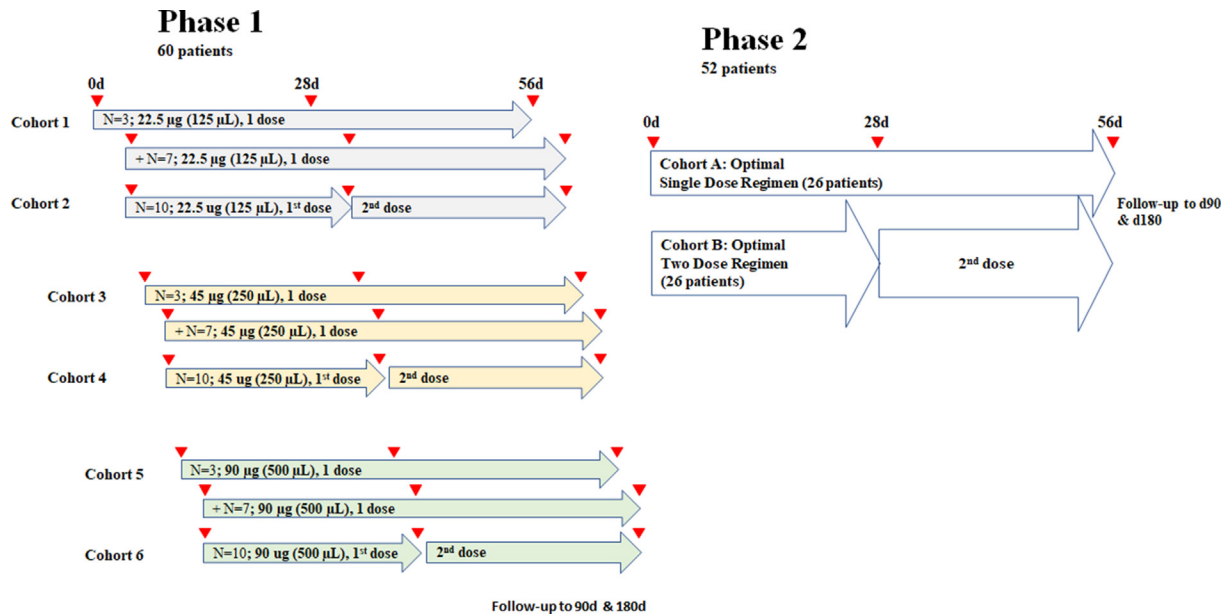 Phase 1
60 patients
0d 28d 56d
Cohort 1
N=3; 22.5 µg (125 µL), 1 dose
+ N=7; 22.5 µg (125 µL), 1 dose
Cohort 2
N=10; 22.5 ug (125 µL), 1st dose
2nd dose
Cohort 3
N=3; 45 µg (250 µL), 1 dose
+ N=7; 45 µg (250 µL), 1 dose
Cohort 4
N=10; 45 ug (250 µL), 1st dose
2nd dose
Cohort 5
N=3; 90 µg (500 µL), 1 dose
+ N=7; 90 µg (500 µL), 1 dose
Cohort 6
N=10; 90 ug (500 µL), 1st dose
2nd dose
Follow-up to 90d & 180d
Phase 2
52 patients
0d 28d 56d
Cohort A: Optimal
Single Dose Regimen (26 patients)
Cohort B: Optimal
Two Dose Regimen
(26 patients)
2nd dose
Follow-up to d90
& d180